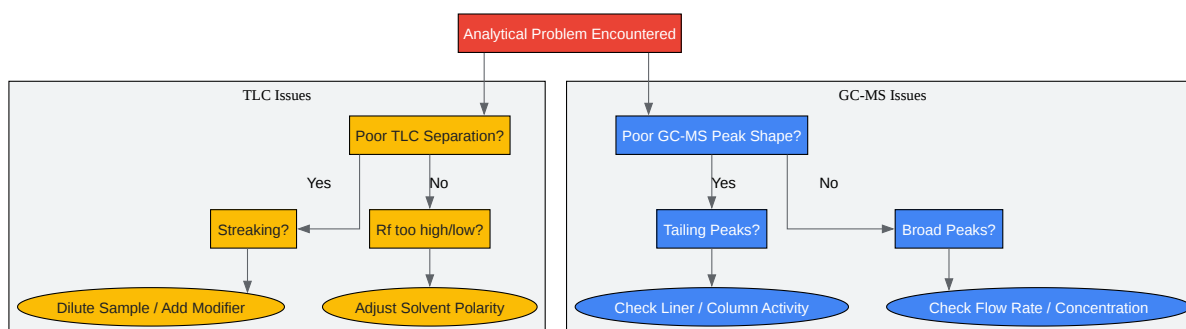 Analytical Problem Encountered
TLC Issues
GC-MS Issues
Poor TLC Separation?
Poor GC-MS Peak Shape?
Yes
No
Yes
No
Streaking?
Rf too high/low?
Tailing Peaks?
Broad Peaks?
Dilute Sample / Add Modifier
Adjust Solvent Polarity
Check Liner / Column Activity
Check Flow Rate / Concentration